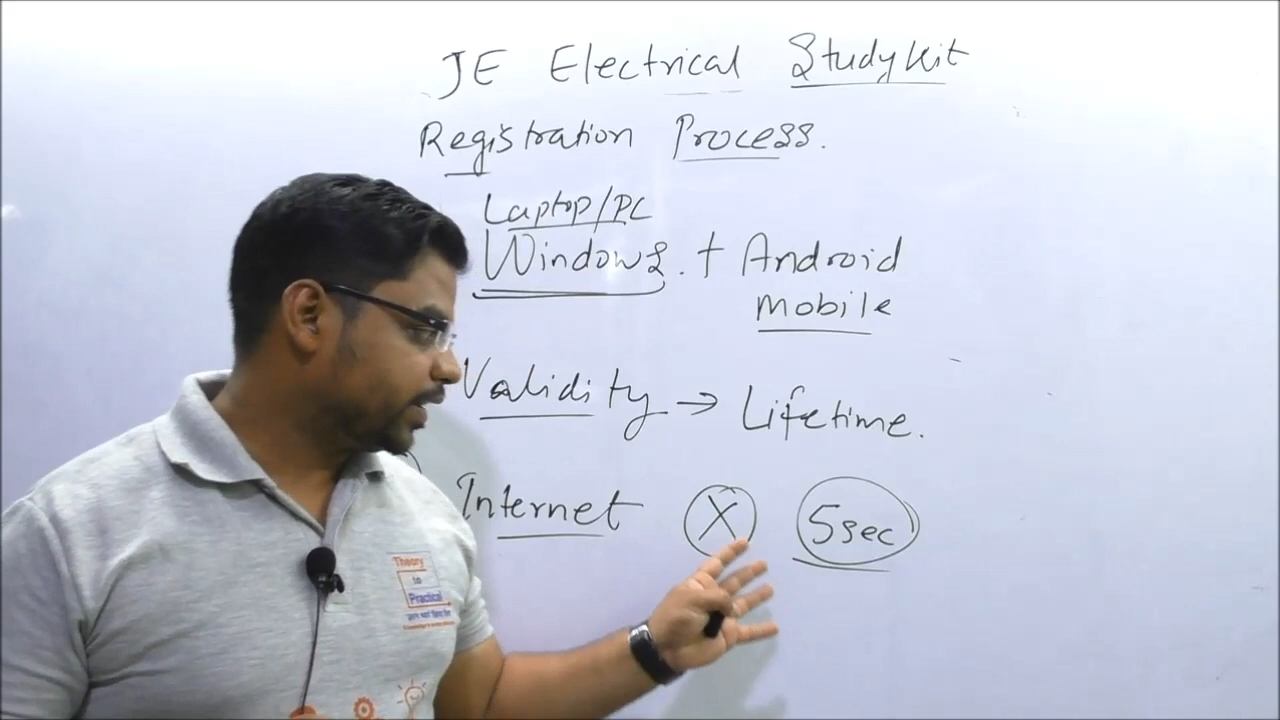 JE Electrical Studykit
Registration Process.
Laptop/PC
Windows. + Android
mobile
Validity → Lifetime.
Internet X 5sec
Theory
to
Practical